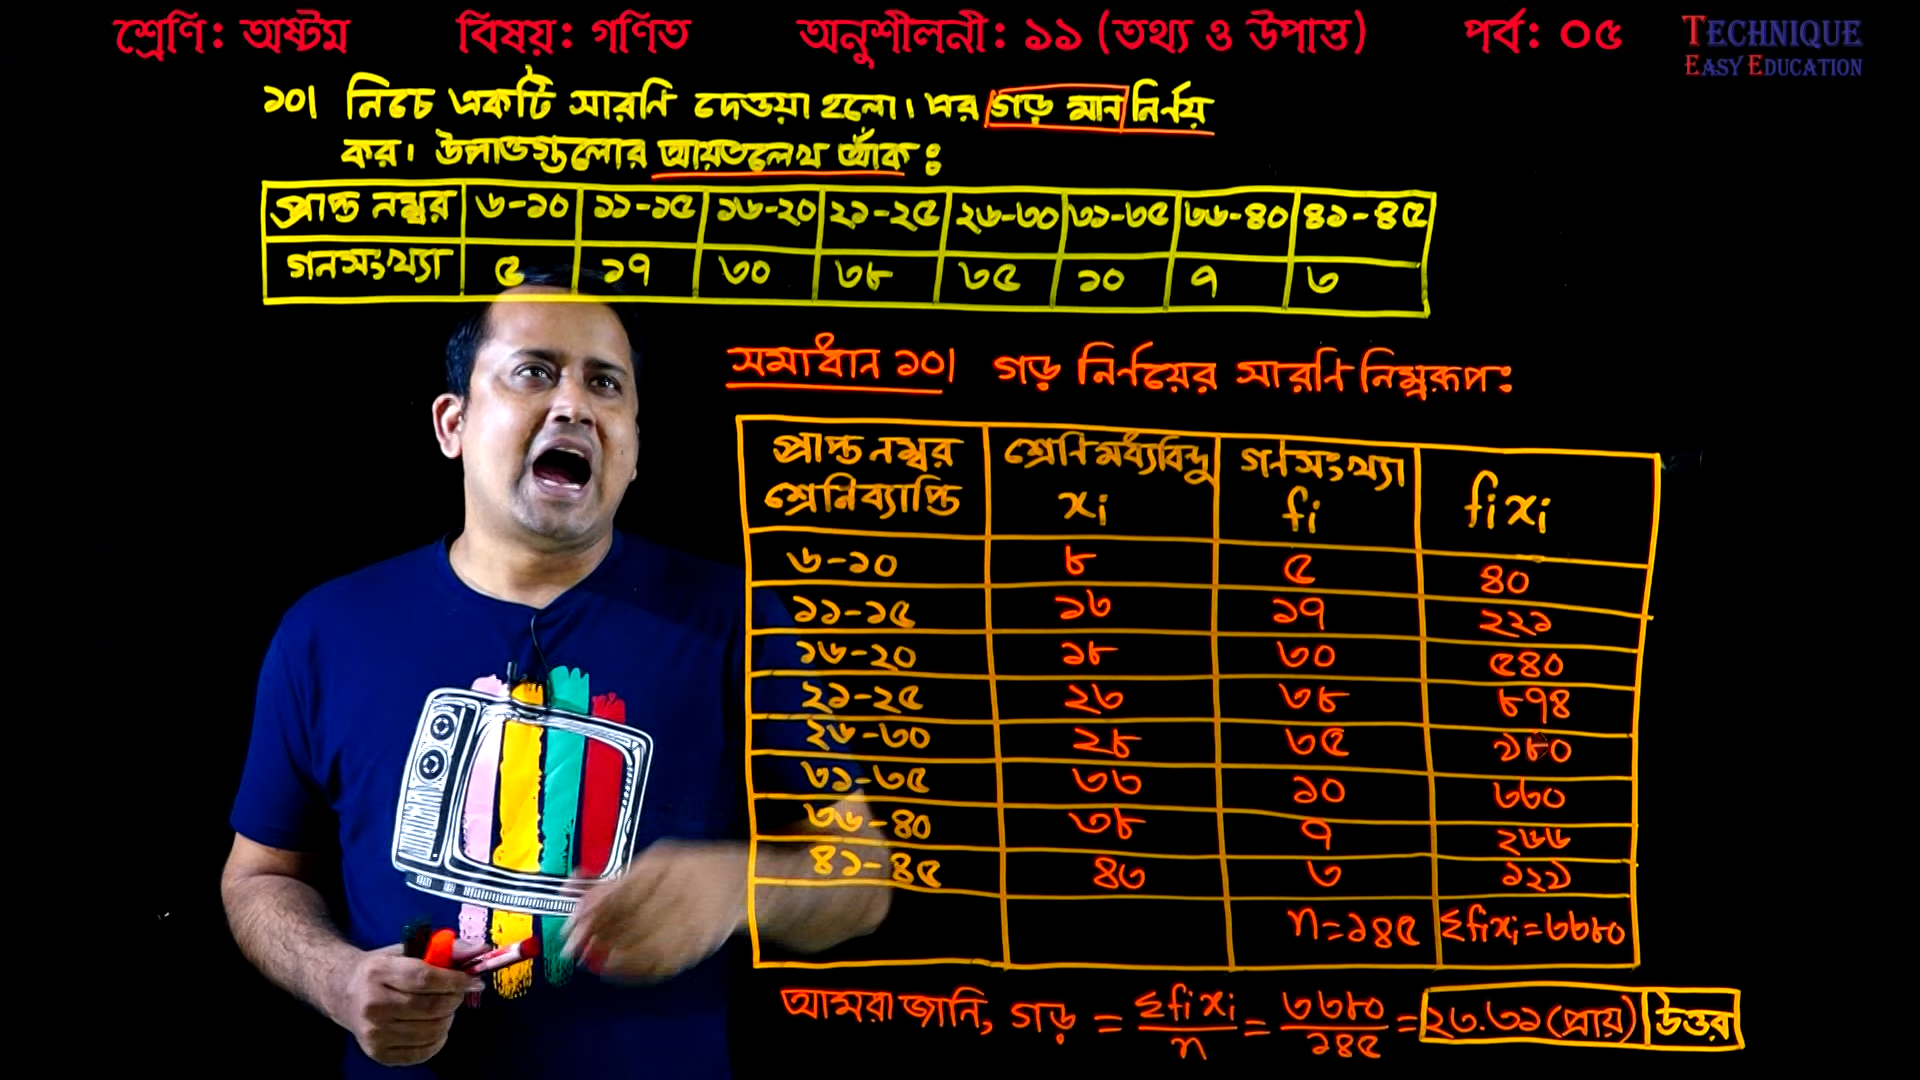 শ্রেণি: অষ্টম বিষয়: গণিত অনুশীলনী: ১১ (তথ্য ও উপাত্ত) পর্ব: ০৫
TECHNIQUE
EASY EDUCATION
১০। নিচে একটি সারণি দেওয়া হলো। এর গড় মান নির্ণয়
কর। উপাত্তগুলোর আয়তলেখ আঁক:
প্রাপ্ত নম্বর ৬-১০ ১১-১৫ ১৬-২০ ২১-২৫ ২৬-৩০ ৩১-৩৫ ৩৬-৪০ ৪১-৪৫
গনসংখ্যা ৫ ১৭ ৩০ ৩৮ ৩৫ ১০ ৭ ৩
সমাধান ১০। গড় নির্ণয়ের সারণি নিম্নরূপ:
প্রাপ্ত নম্বর শ্রেণি মধ্যবিন্দু গনসংখ্যা
শ্রেনিব্যাপ্তি xᵢ fᵢ fᵢxᵢ
৬-১০ ৮ ৫ ৪০
১১-১৫ ১৩ ১৭ ২২১
১৬-২০ ১৮ ৩০ ৫৪০
২১-২৫ ২৩ ৩৮ ৮৭৪
২৬-৩০ ২৮ ৩৫ ৯৮০
৩১-৩৫ ৩৩ ১০ ৩৩০
৩৬-৪০ ৩৮ ৭ ২৬৬
৪১-৪৫ ৪৩ ৩ ১২৯
n=১৪৫ Σfᵢxᵢ=৩৩৮০
আমরা জানি, গড় = Σfᵢxᵢ/n = ৩৩৮০/১৪৫ = ২৩.৩১ (প্রায়) উত্তর